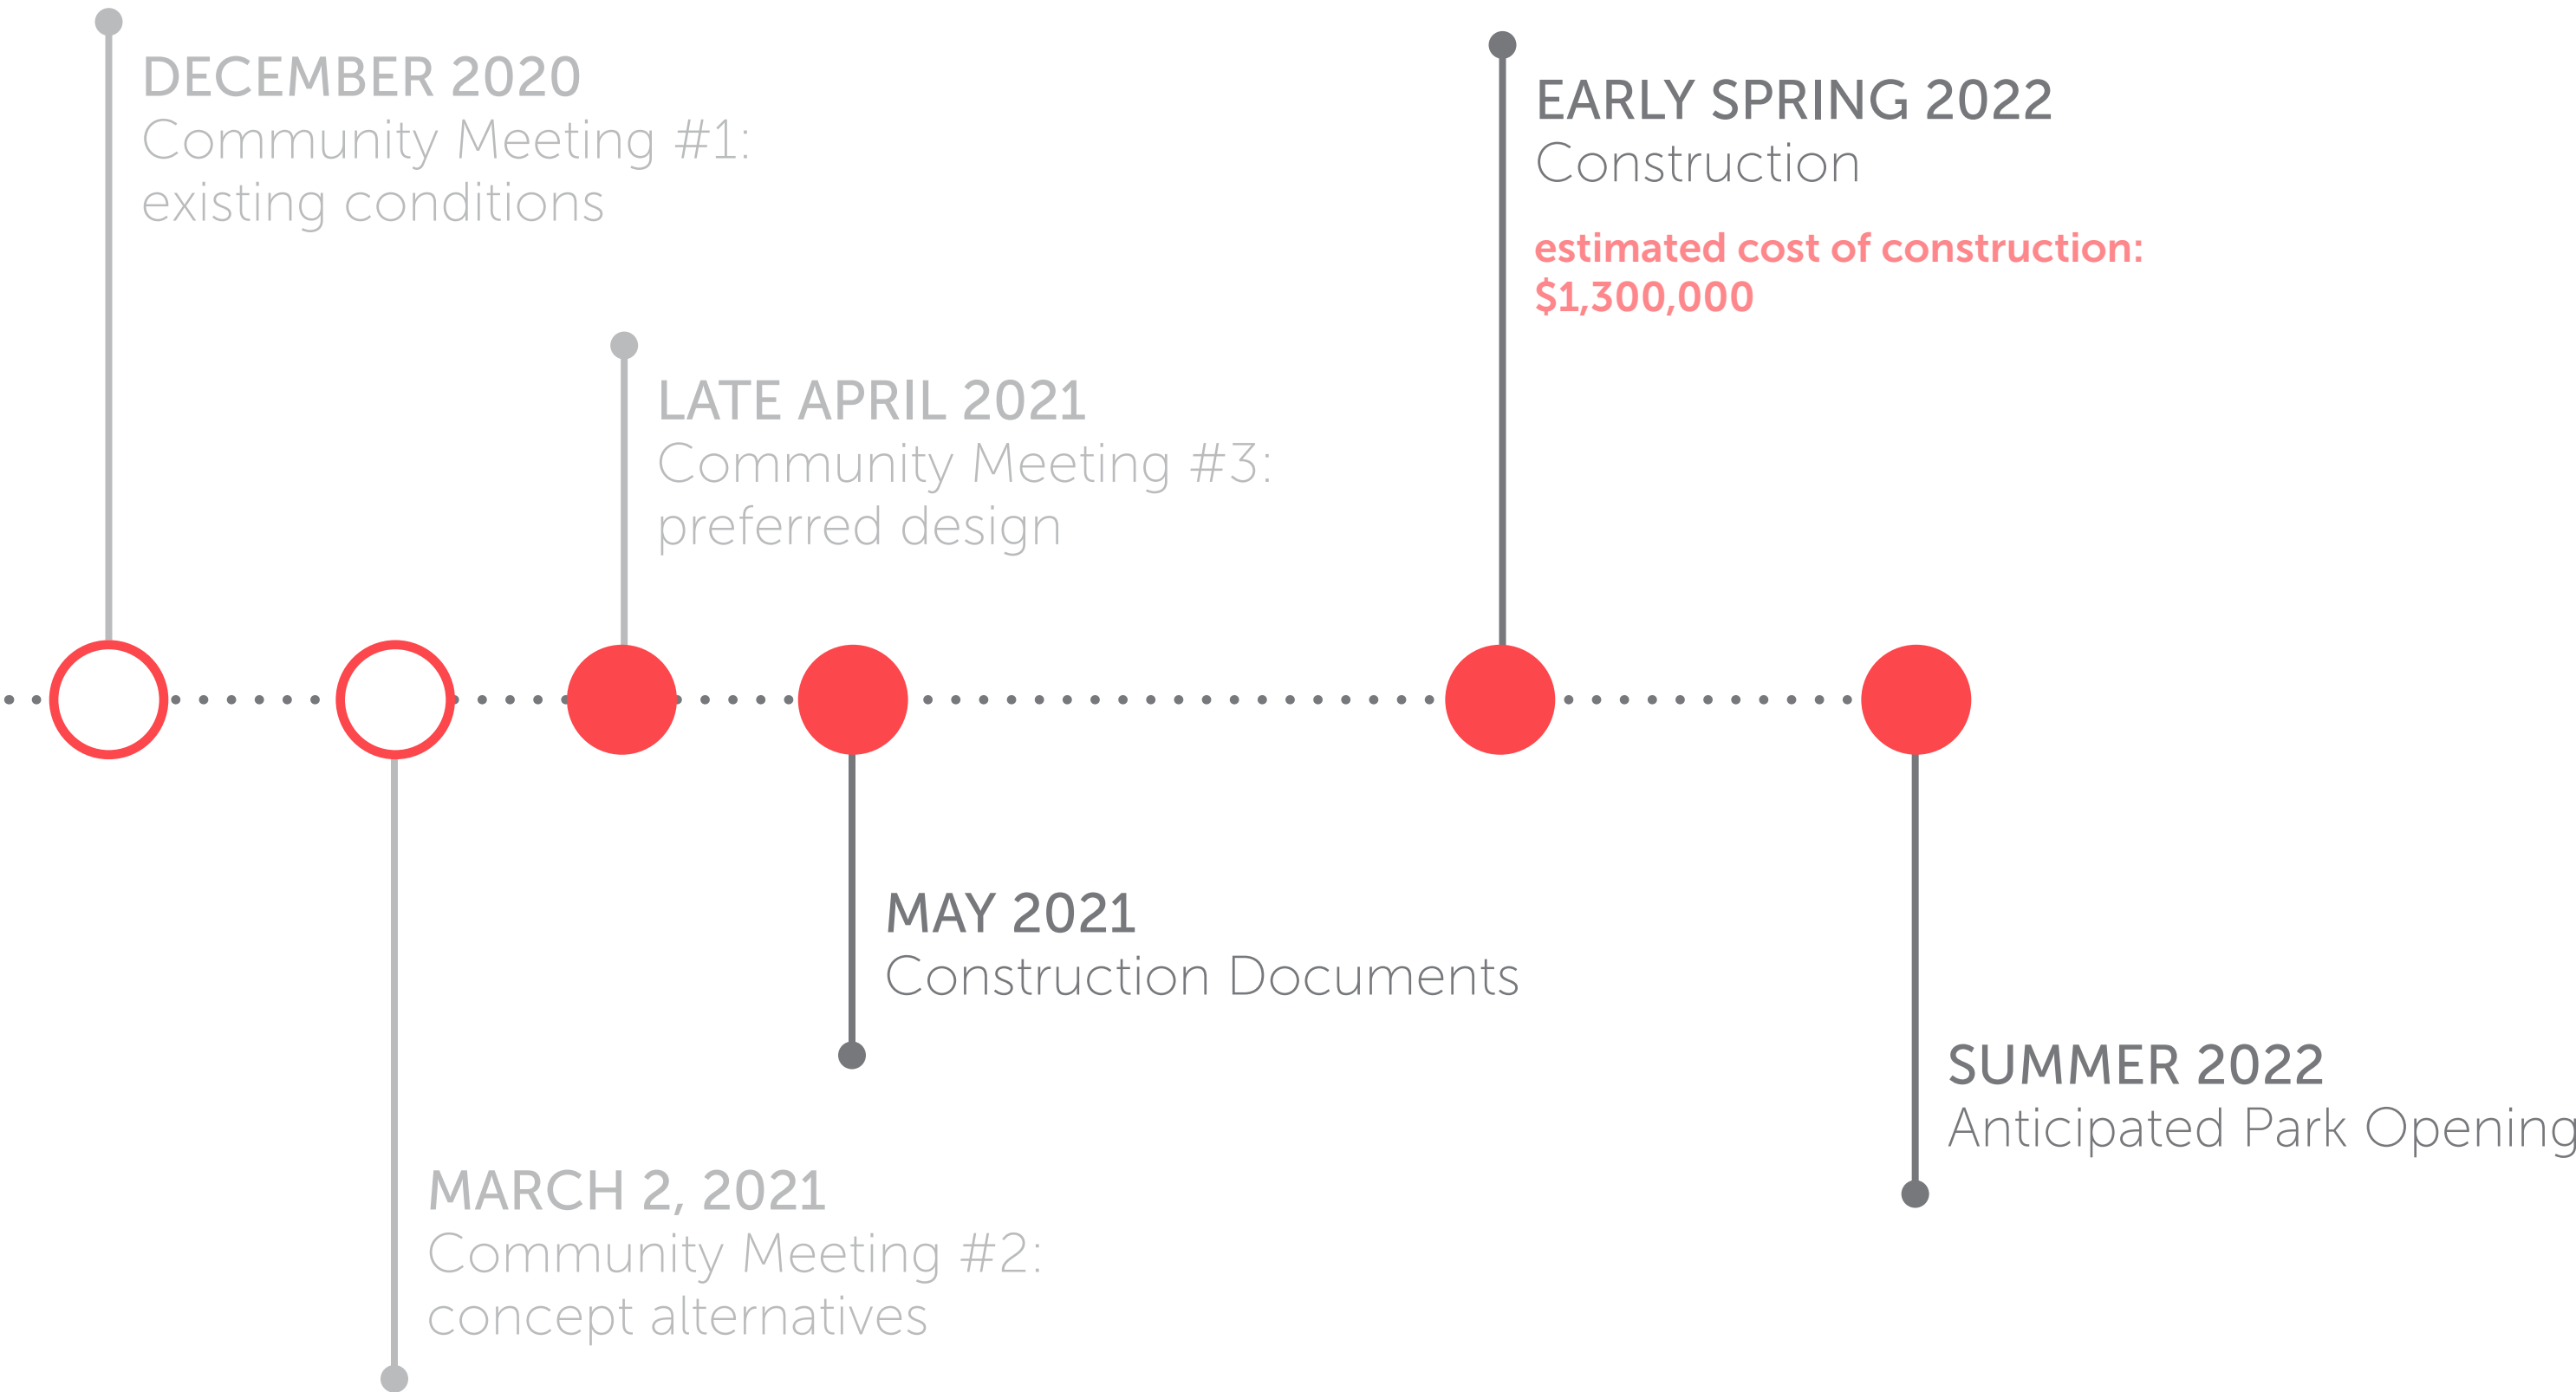 DECEMBER 2020
Community Meeting #1:
existing conditions
MARCH 2, 2021
Community Meeting #2:
concept alternatives
LATE APRIL 2021
Community Meeting #3:
preferred design
MAY 2021
Construction Documents
EARLY SPRING 2022
Construction
estimated cost of construction:
$1,300,000
SUMMER 2022
Anticipated Park Opening